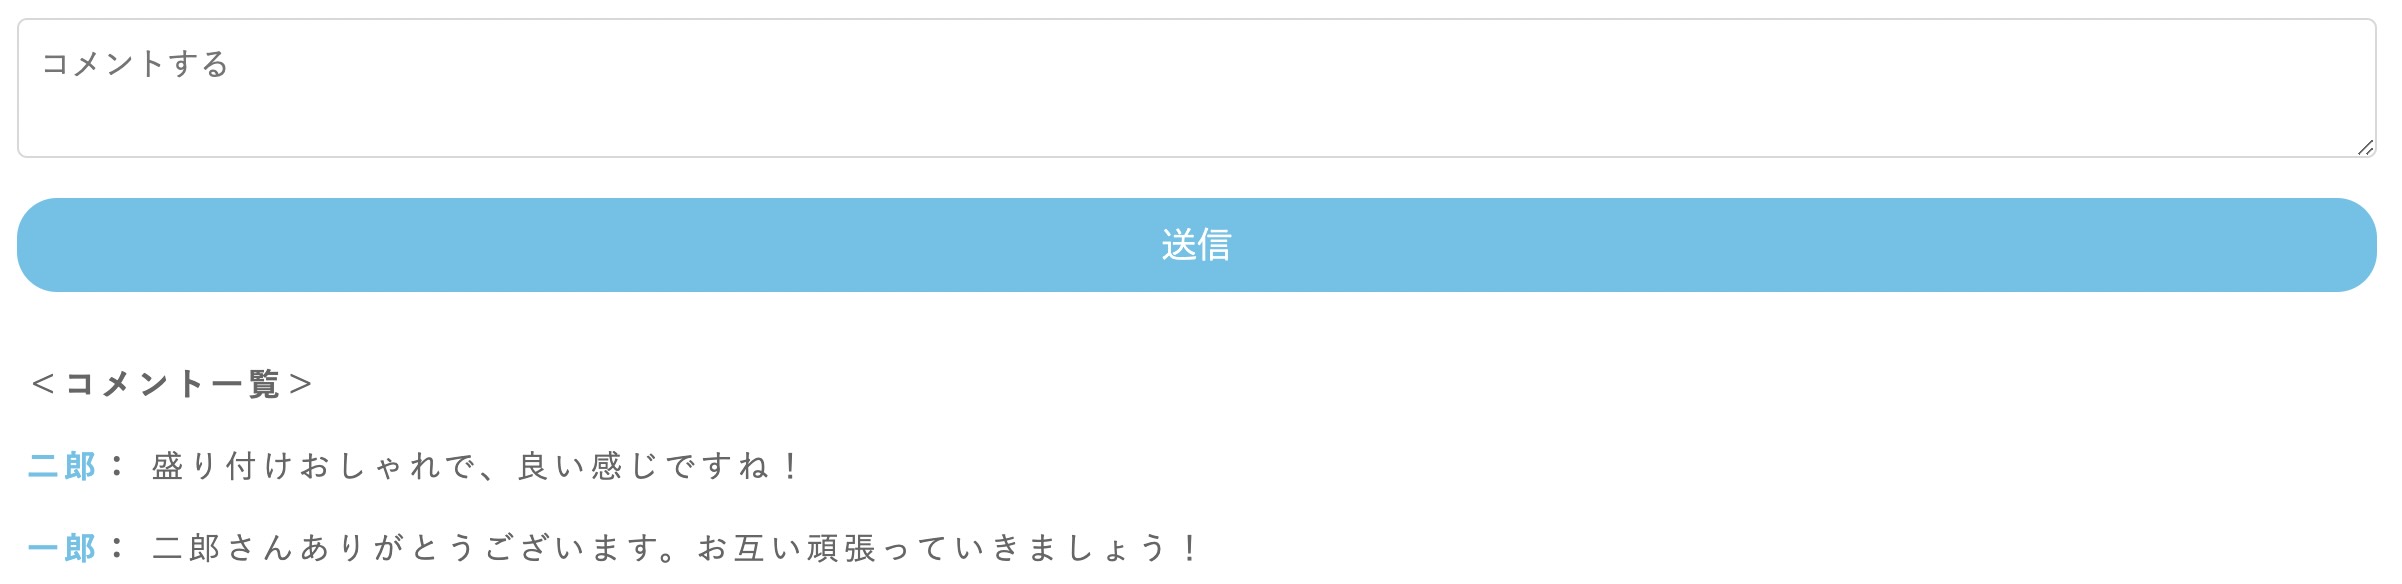 コメントする
送信
＜コメント一覧＞
二郎： 盛り付けおしゃれで、良い感じですね！
一郎： 二郎さんありがとうございます。お互い頑張っていきましょう！